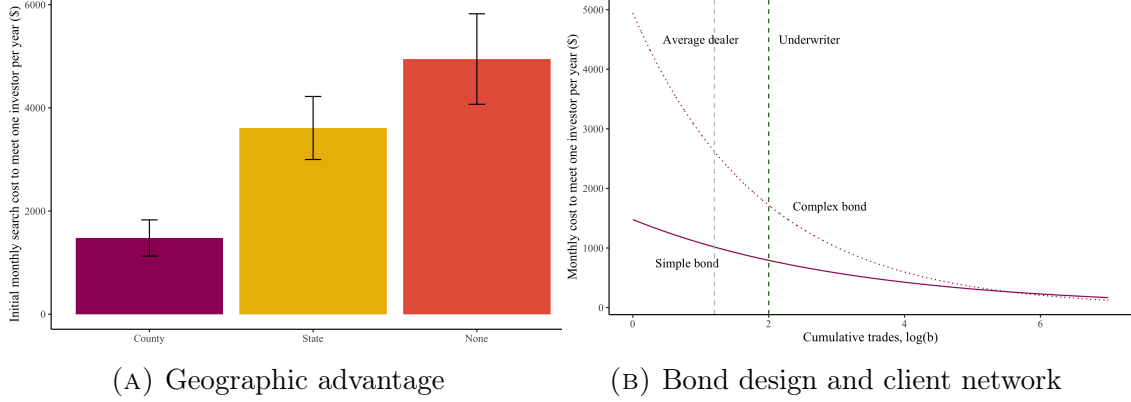 Initial monthly search cost to meet one investor per year ($)
6000
4000
2000
0
County
State
None
(A) Geographic advantage
Monthly cost to meet one investor per year ($)
5000
4000
3000
2000
1000
0
Average dealer
Underwriter
Complex bond
Simple bond
0
2
4
6
Cumulative trades, log(b)
(B) Bond design and client network